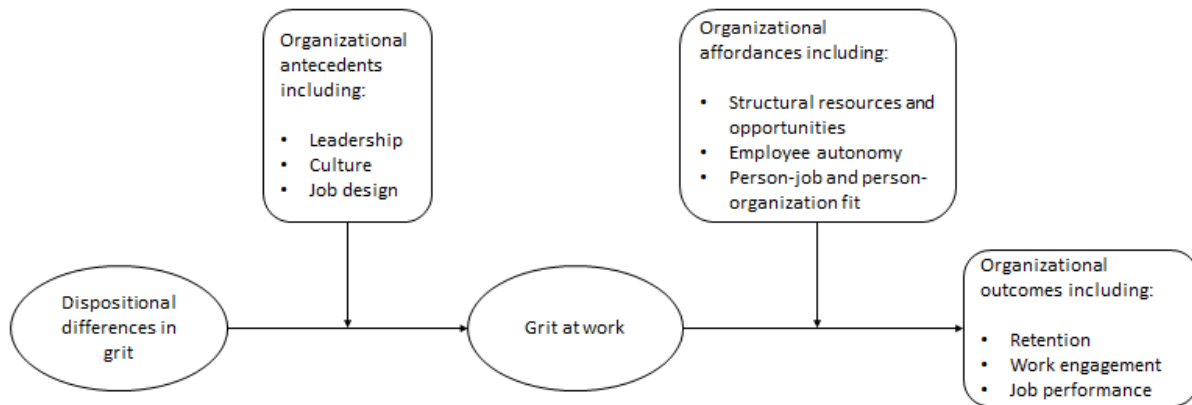 Organizational
antecedents
including:
• Leadership
• Culture
• Job design
Organizational
affordances including:
• Structural resources and
opportunities
• Employee autonomy
• Person-job and person-
organization fit
Dispositional
differences in
grit
Grit at work
Organizational
outcomes including:
• Retention
• Work engagement
• Job performance